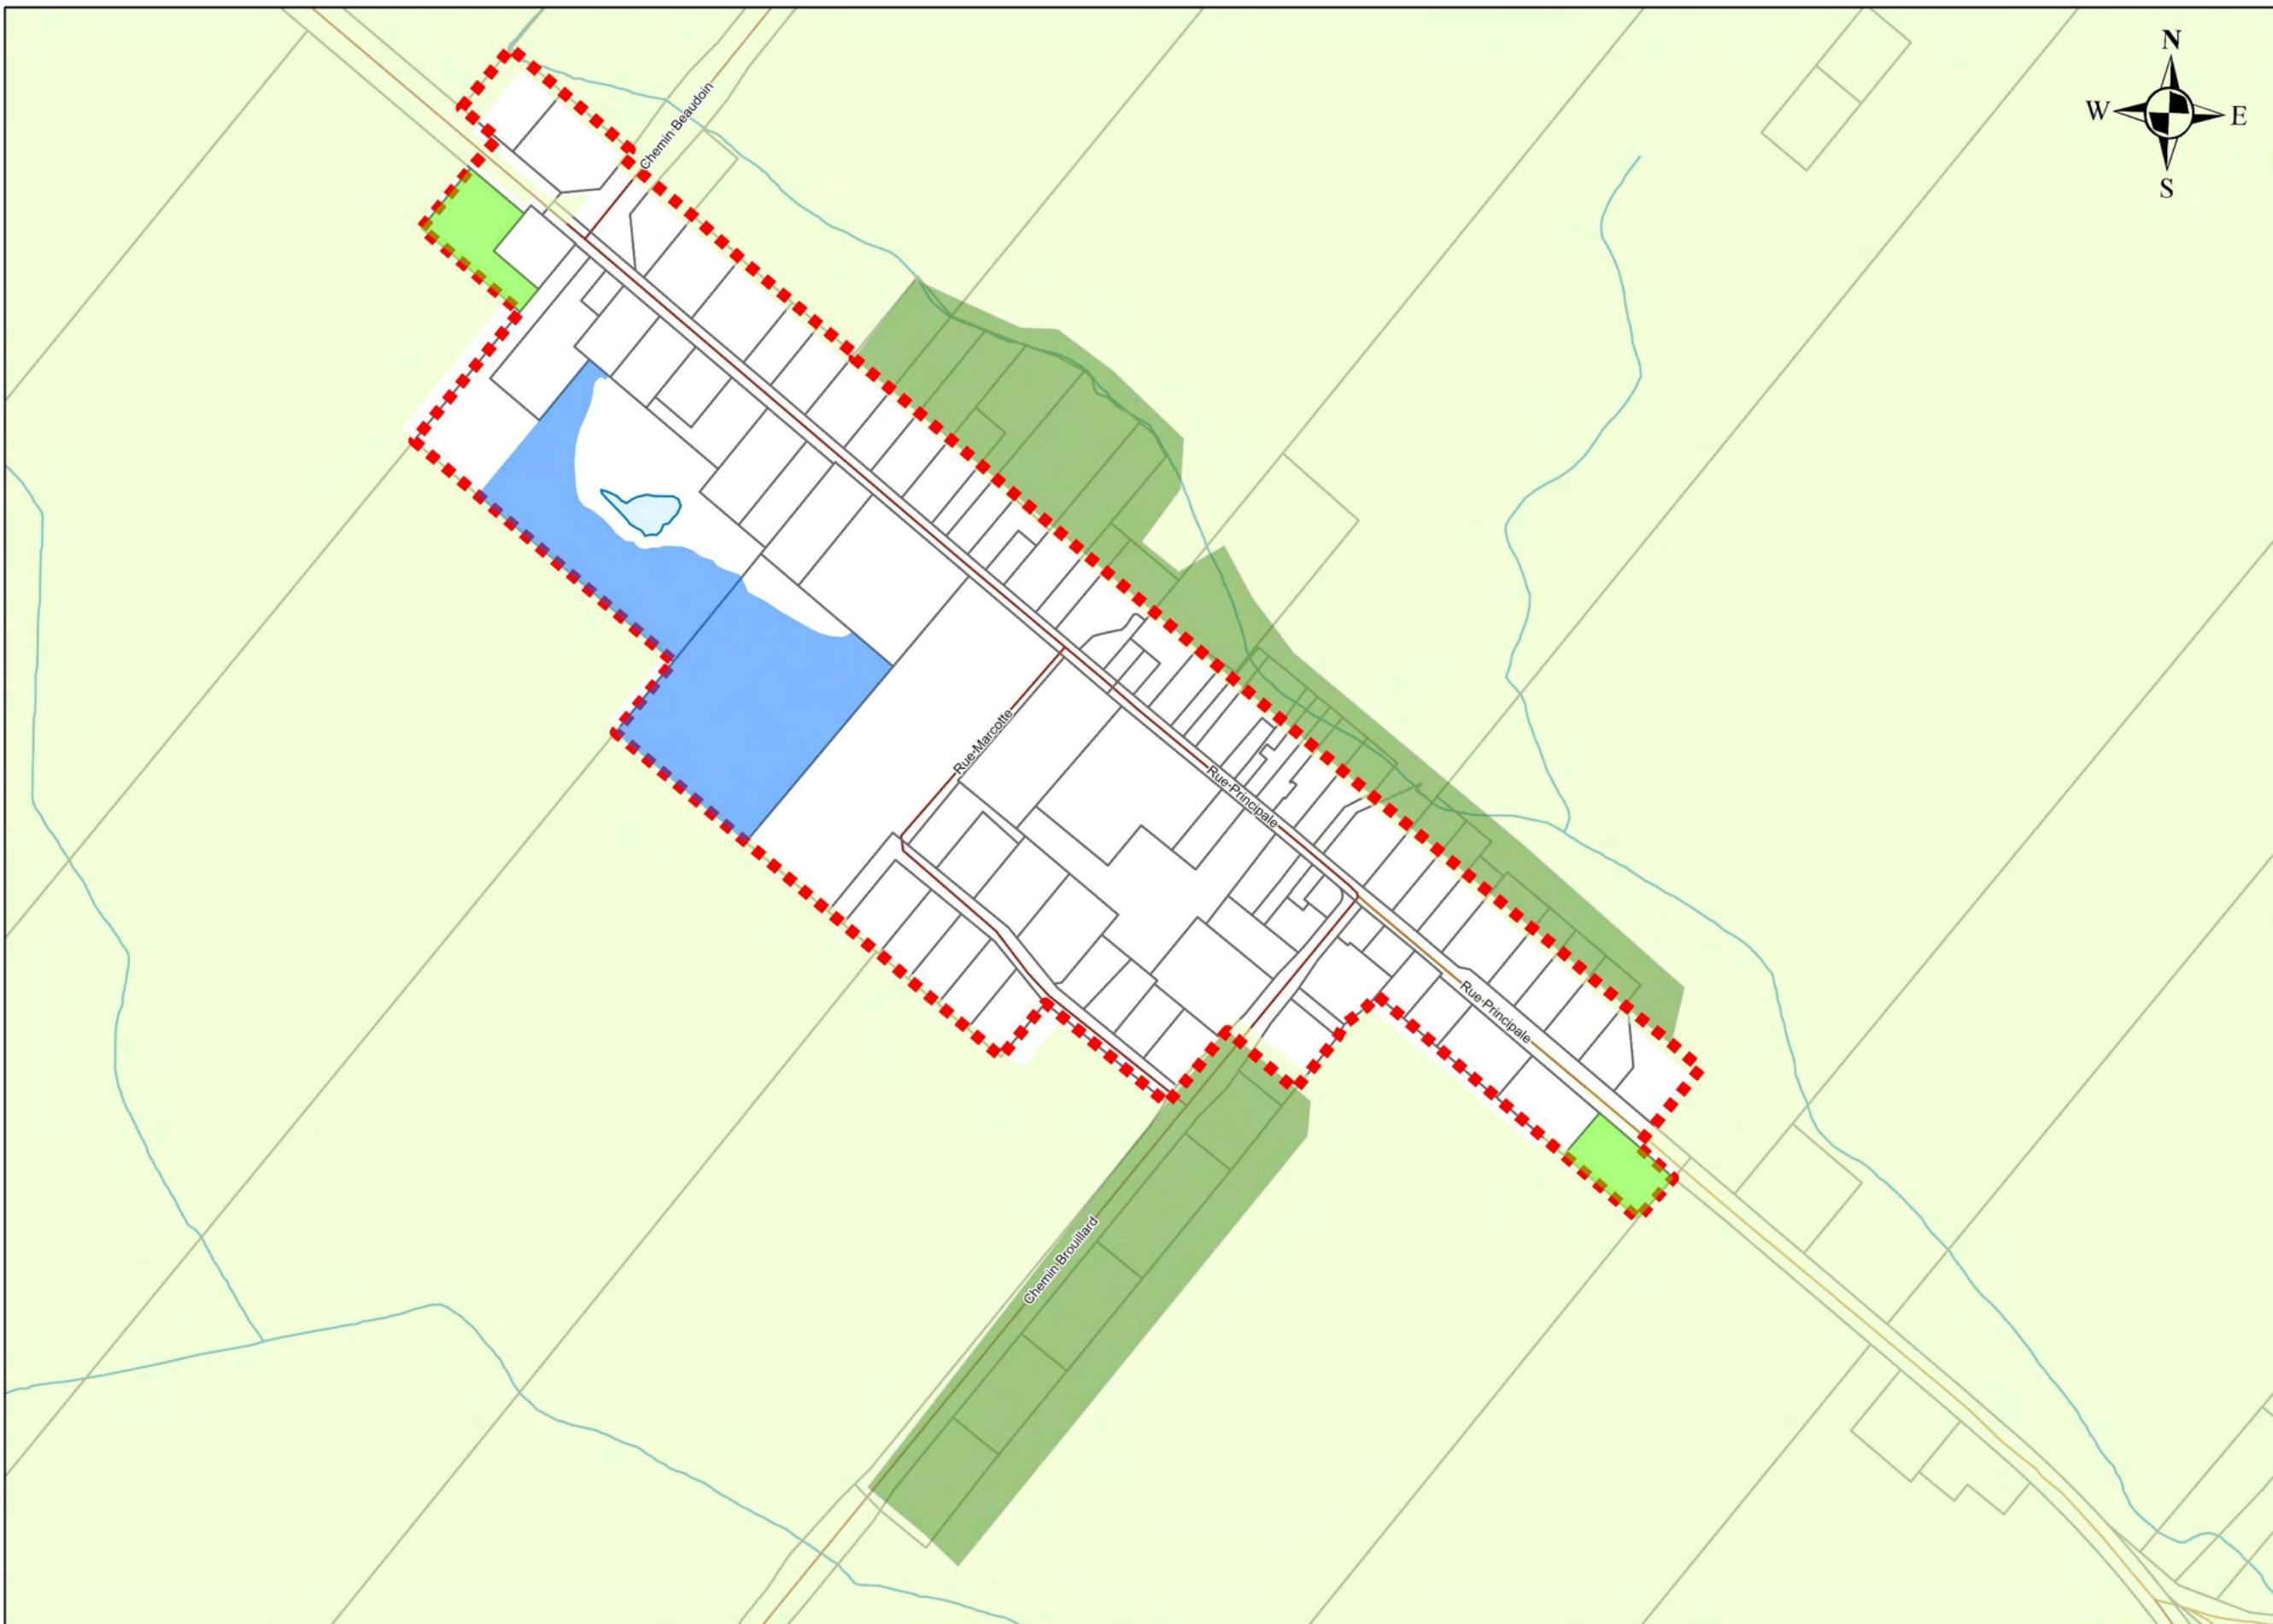 N
W E
S
Chemin Beaudoin
Rue Marcotte
Rue Principale
Rue Principale
Chemin Brouillard